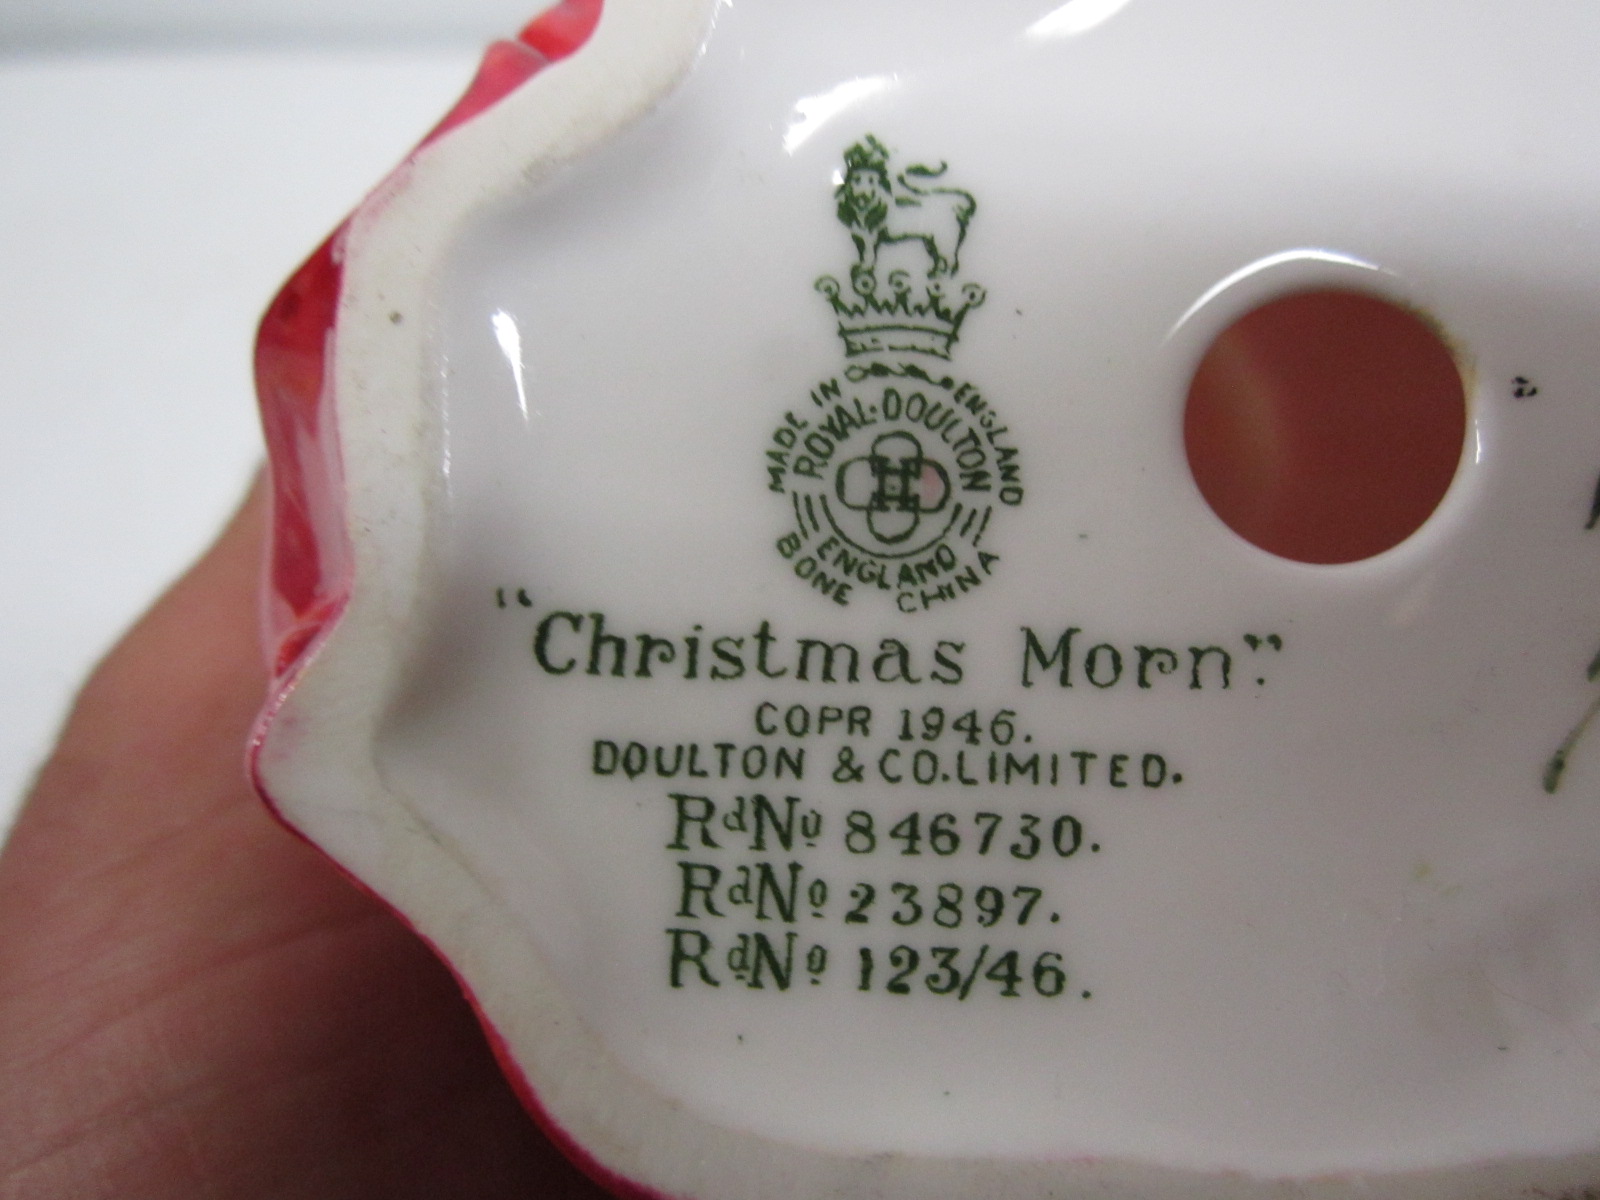 MADE IN ENGLAND
ROYAL·DOULTON
ENGLAND
BONE CHINA
"Christmas Morn".
COPR 1946.
DOULTON & CO.LIMITED.
RdNo 846730.
RdNo 23897.
RdNo 123/46.